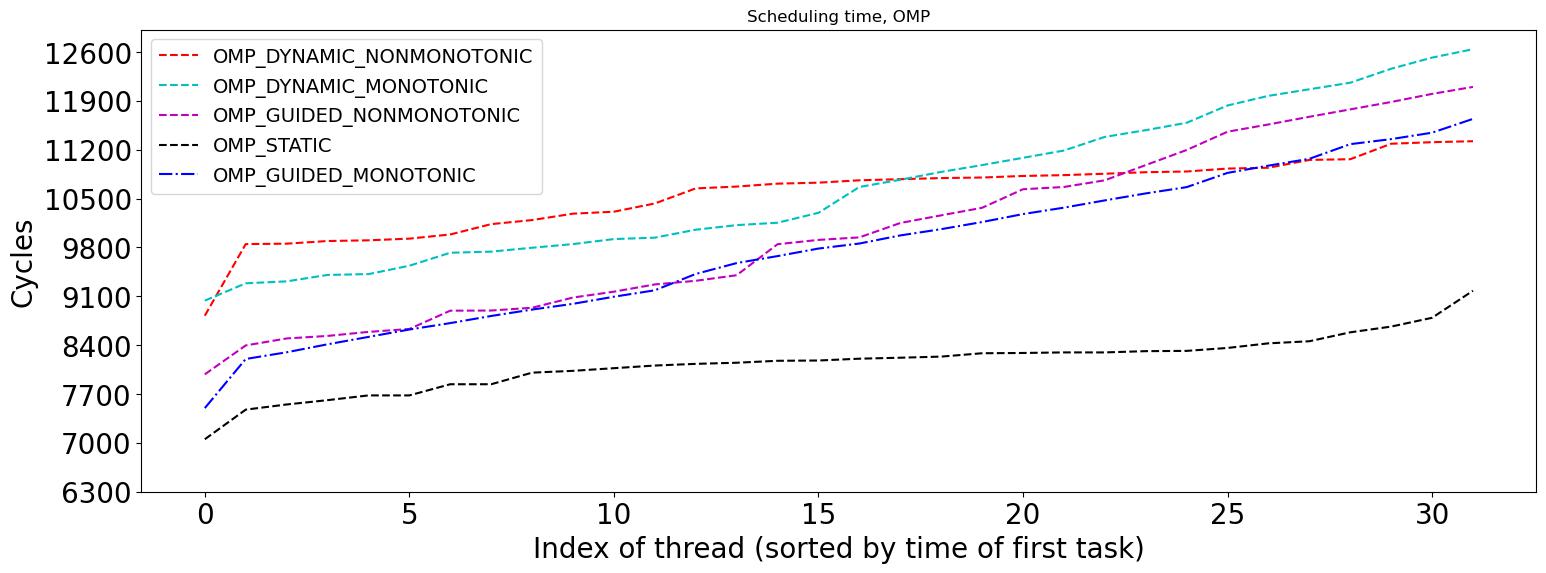 Scheduling time, OMP
12600
11900
11200
10500
9800
9100
8400
7700
7000
6300
Cycles
OMP_DYNAMIC_NONMONOTONIC
OMP_DYNAMIC_MONOTONIC
OMP_GUIDED_NONMONOTONIC
OMP_STATIC
OMP_GUIDED_MONOTONIC
0 5 10 15 20 25 30
Index of thread (sorted by time of first task)